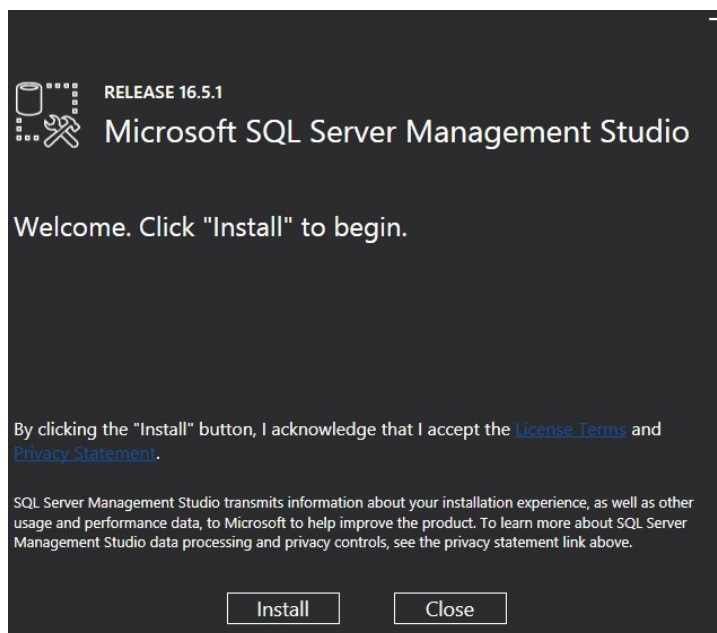 RELEASE 16.5.1
Microsoft SQL Server Management Studio
Welcome. Click "Install" to begin.
By clicking the "Install" button, I acknowledge that I accept the License Terms and
Privacy Statement.
SQL Server Management Studio transmits information about your installation experience, as well as other
usage and performance data, to Microsoft to help improve the product. To learn more about SQL Server
Management Studio data processing and privacy controls, see the privacy statement link above.
Install
Close